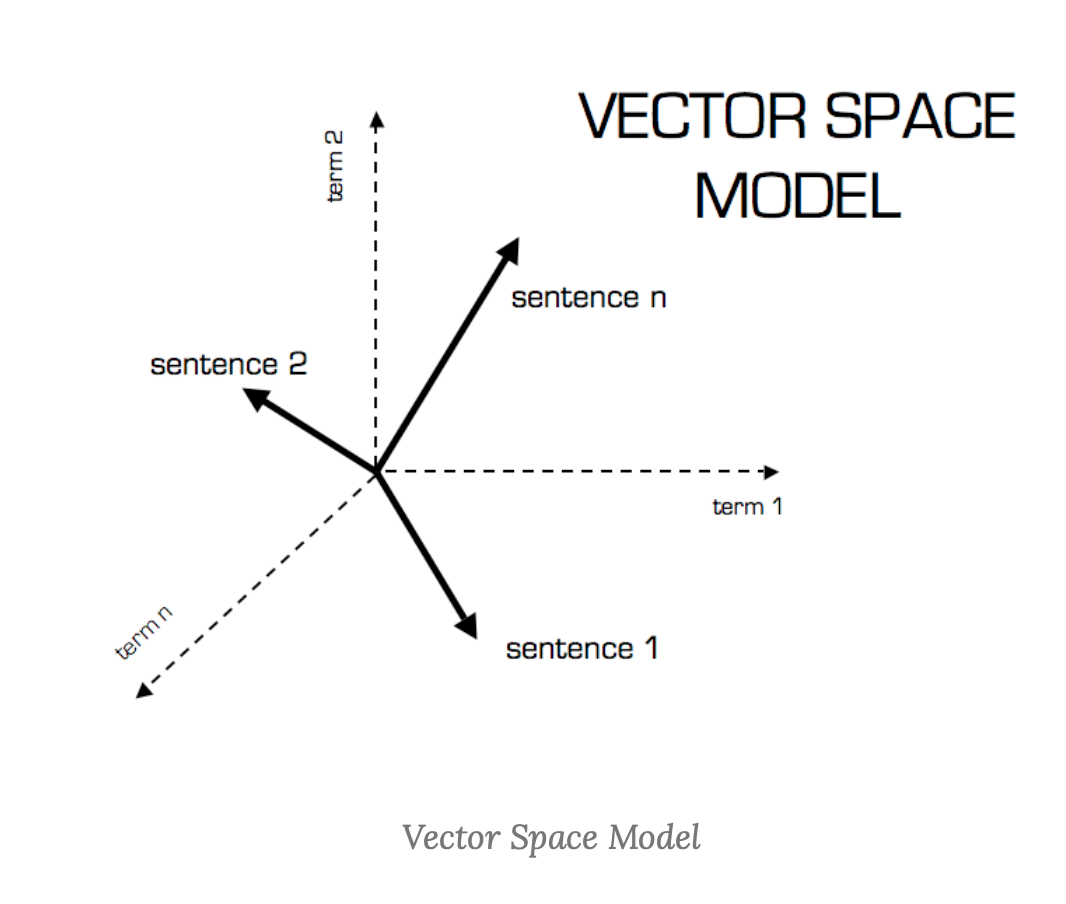 VECTOR SPACE
MODEL
term 2
sentence n
sentence 2
term 1
term n
sentence 1
Vector Space Model